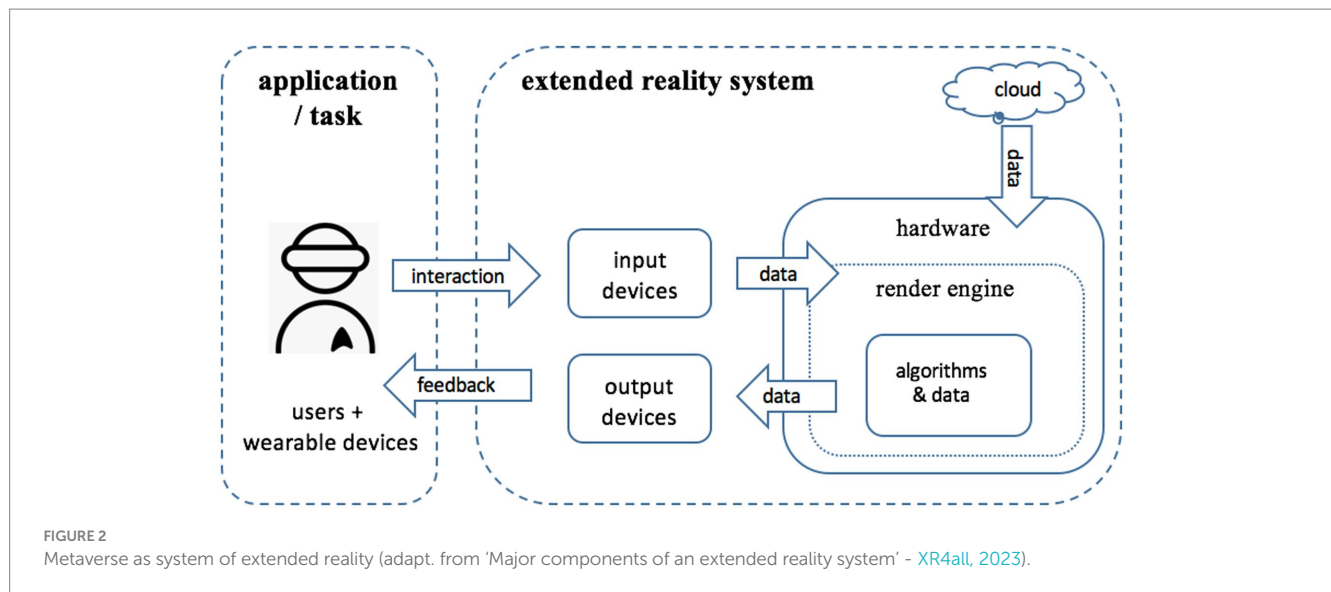 application
/ task
extended reality system
cloud
data
hardware
interaction
input
devices
data
render engine
algorithms
& data
feedback
output
devices
data
users +
wearable devices
FIGURE 2
Metaverse as system of extended reality (adapt. from ‘Major components of an extended reality system’ - XR4all, 2023).